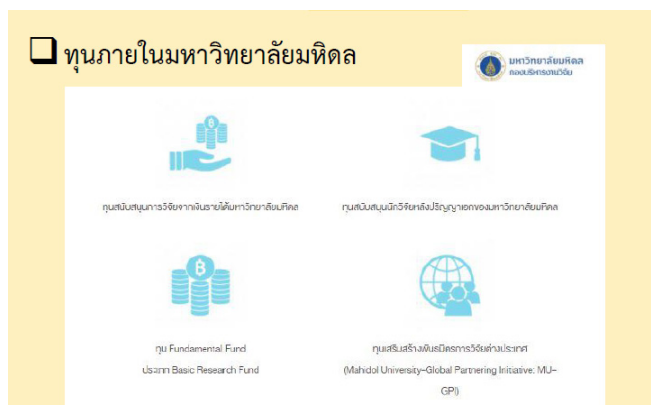 ทุนภายในมหาวิทยาลัยมหิดล
มหาวิทยาลัยมหิดล
กองบริหารงานวิจัย
ทุนสนับสนุนการวิจัยจากเงินรายได้มหาวิทยาลัยมหิดล
ทุนสนับสนุนนักวิจัยหลังปริญญาเอกของมหาวิทยาลัยมหิดล
ทุน Fundamental Fund
ประเภท Basic Research Fund
ทุนเสริมสร้างพันธมิตรการวิจัยต่างประเทศ
(Mahidol University–Global Partnering Initiative: MU–
GPI)